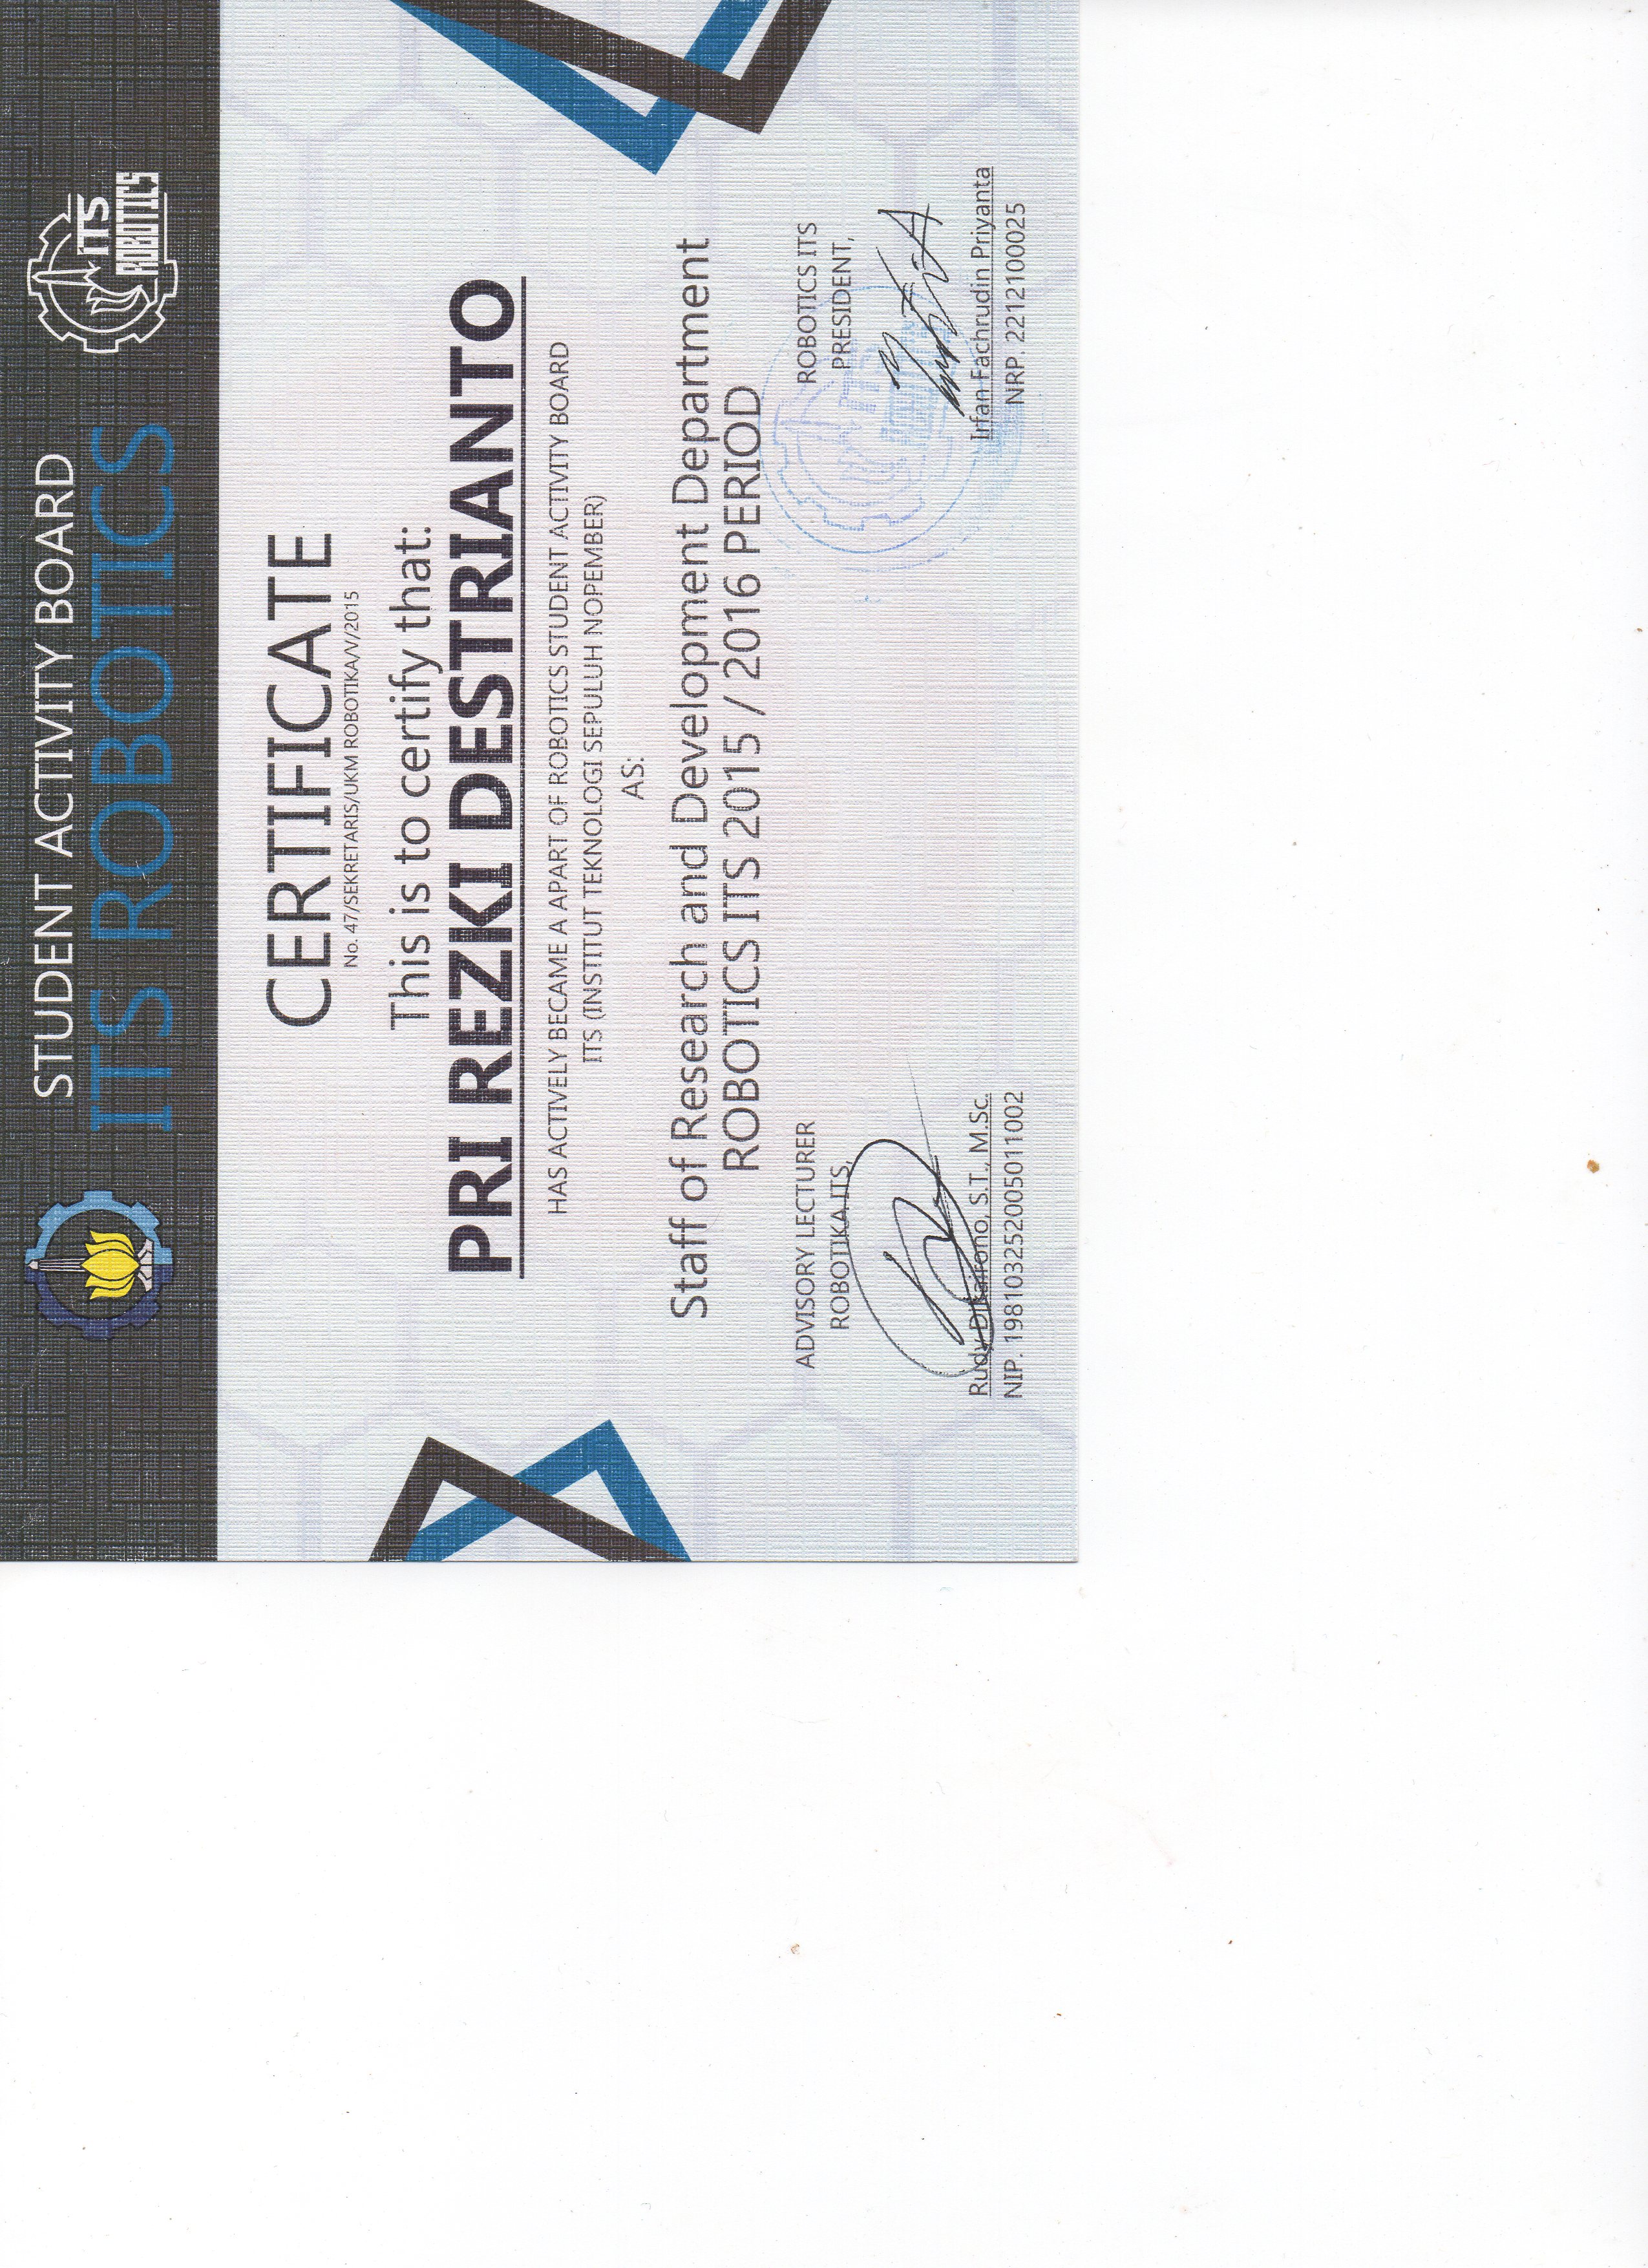 STUDENT ACTIVITY BOARD
ITS ROBOTICS
ITS
ROBOTICS
CERTIFICATE
No. 47/SEKRETARIS/UKM ROBOTIKA/V/2015
This is to certify that:
PRI REZKI DESTRIANTO
HAS ACTIVELY BECAME A APART OF ROBOTICS STUDENT ACTIVITY BOARD
ITS (INSTITUT TEKNOLOGI SEPULUH NOPEMBER)
AS:
Staff of Research and Development Department
ROBOTICS ITS 2015 / 2016 PERIOD
ADVISORY LECTURER
ROBOTIKA ITS,
Rudy Dikairono, S.T., M.Sc.
NIP. 198103252005011002
ROBOTICS ITS
PRESIDENT,
Irfan Fachrudin Priyanta
NRP. 2212100025